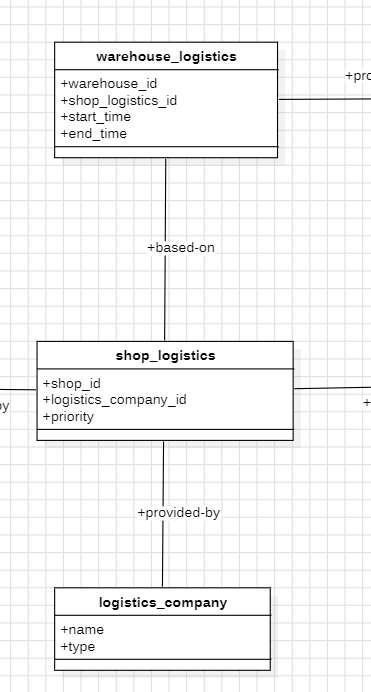 warehouse_logistics
+warehouse_id
+shop_logistics_id
+start_time
+end_time
+based-on
shop_logistics
+shop_id
+logistics_company_id
+priority
+provided-by
logistics_company
+name
+type